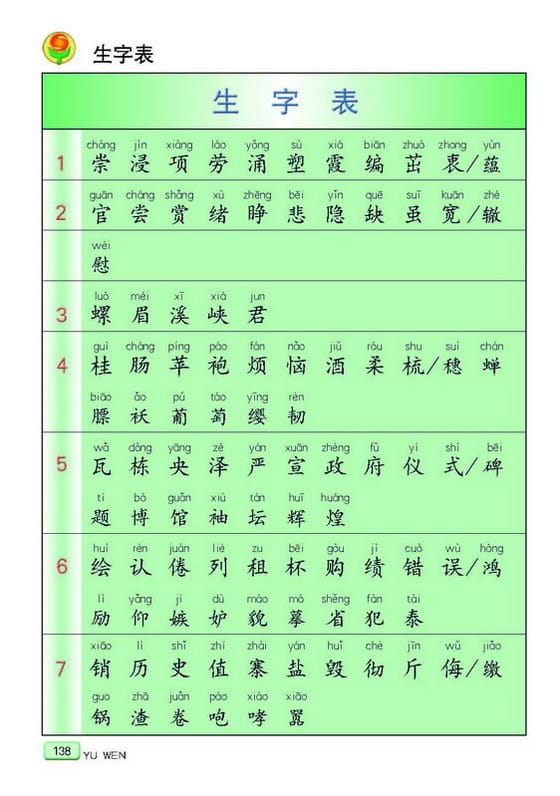 生字表
生 字 表
cháng jìn xiàng láo yǒng sù xiá biān zhuó zhong yùn
1 裳 浸 项 劳 涌 塑 霞 编 茁 衷/蕴
guān cháng shǎng xù zhēng bēi yǐn quē suī kuān zhé
2 官 尝 赏 绪 睁 悲 隐 缺 虽 宽/辙
wèi
慰
luó méi xī xiá jun
3 螺 眉 溪 峡 君
guì cháng píng páo fán nǎo jiǔ róu shu suì chán
4 桂 肠 苹 袍 烦 恼 酒 柔 梳/穗 蝉
biāo ǎo pú táo yīng rèn
膘 袄 葡 萄 缨 韧
wǎ dòng yāng zé yán xuān zhèng fǔ yí shì bēi
5 瓦 栋 央 泽 严 宣 政 府 仪 式/碑
tí bó guǎn xiù tán huī huáng
题 博 馆 袖 坛 辉 煌
huì rèn juàn liè zu bēi gòu jì cuò wù hóng
6 绘 认 倦 列 租 杯 购 绩 错 误/鸿
lì yǎng jí dù mào mó shěng fàn tài
励 仰 嫉 妒 貌 摹 省 犯 泰
xiāo lì shǐ zhí zhài yán huǐ chè jīn wǔ jiǎo
7 销 历 史 值 寨 盐 毁 彻 斤 侮/缴
guo zhā juǎn páo xiào xiāo
锅 渣 卷 咆 哮 嚣
138 YU WEN